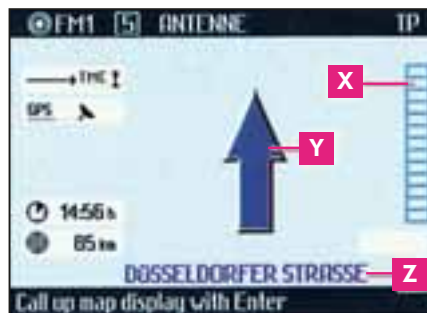 FM1 5 ANTENNE TP
TMC
X
GPS
Y
14:56 h
85 km
DÜSSELDORFER STRASSE
Z
Call up map display with Enter